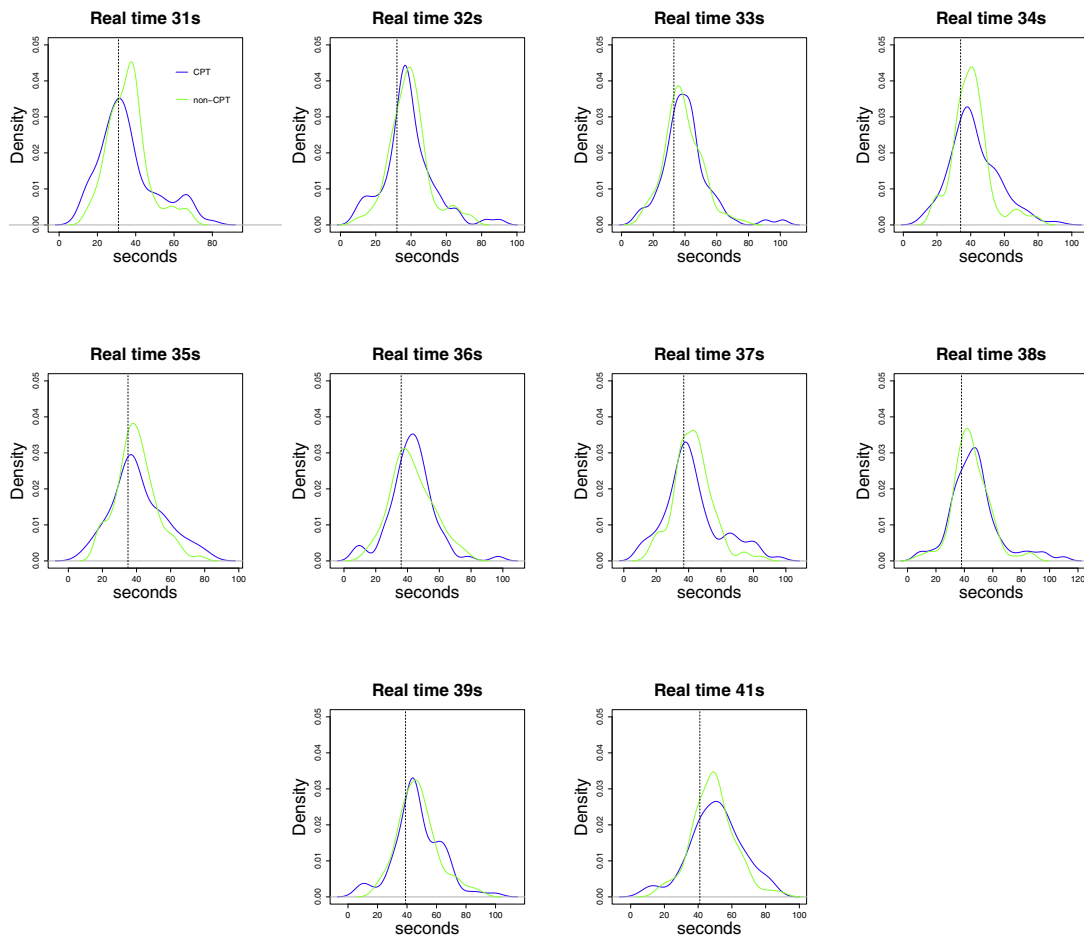 Real time 31s
Real time 32s
Real time 33s
Real time 34s
Density
0.00 0.01 0.02 0.03 0.04 0.05
CPT
non−CPT
0 20 40 60 80
seconds
Density
0.00 0.01 0.02 0.03 0.04 0.05
0 20 40 60 80 100
seconds
Density
0.00 0.01 0.02 0.03 0.04 0.05
0 20 40 60 80 100
seconds
Density
0.00 0.01 0.02 0.03 0.04 0.05
0 20 40 60 80 100
seconds
Real time 35s
Real time 36s
Real time 37s
Real time 38s
Density
0.00 0.01 0.02 0.03 0.04 0.05
0 20 40 60 80 100
seconds
Density
0.00 0.01 0.02 0.03 0.04 0.05
0 20 40 60 80 100
seconds
Density
0.00 0.01 0.02 0.03 0.04 0.05
0 20 40 60 80 100
seconds
Density
0.00 0.01 0.02 0.03 0.04 0.05
0 20 40 60 80 100 120
seconds
Real time 39s
Real time 41s
Density
0.00 0.01 0.02 0.03 0.04 0.05
0 20 40 60 80 100
seconds
Density
0.00 0.01 0.02 0.03 0.04 0.05
0 20 40 60 80 100
seconds